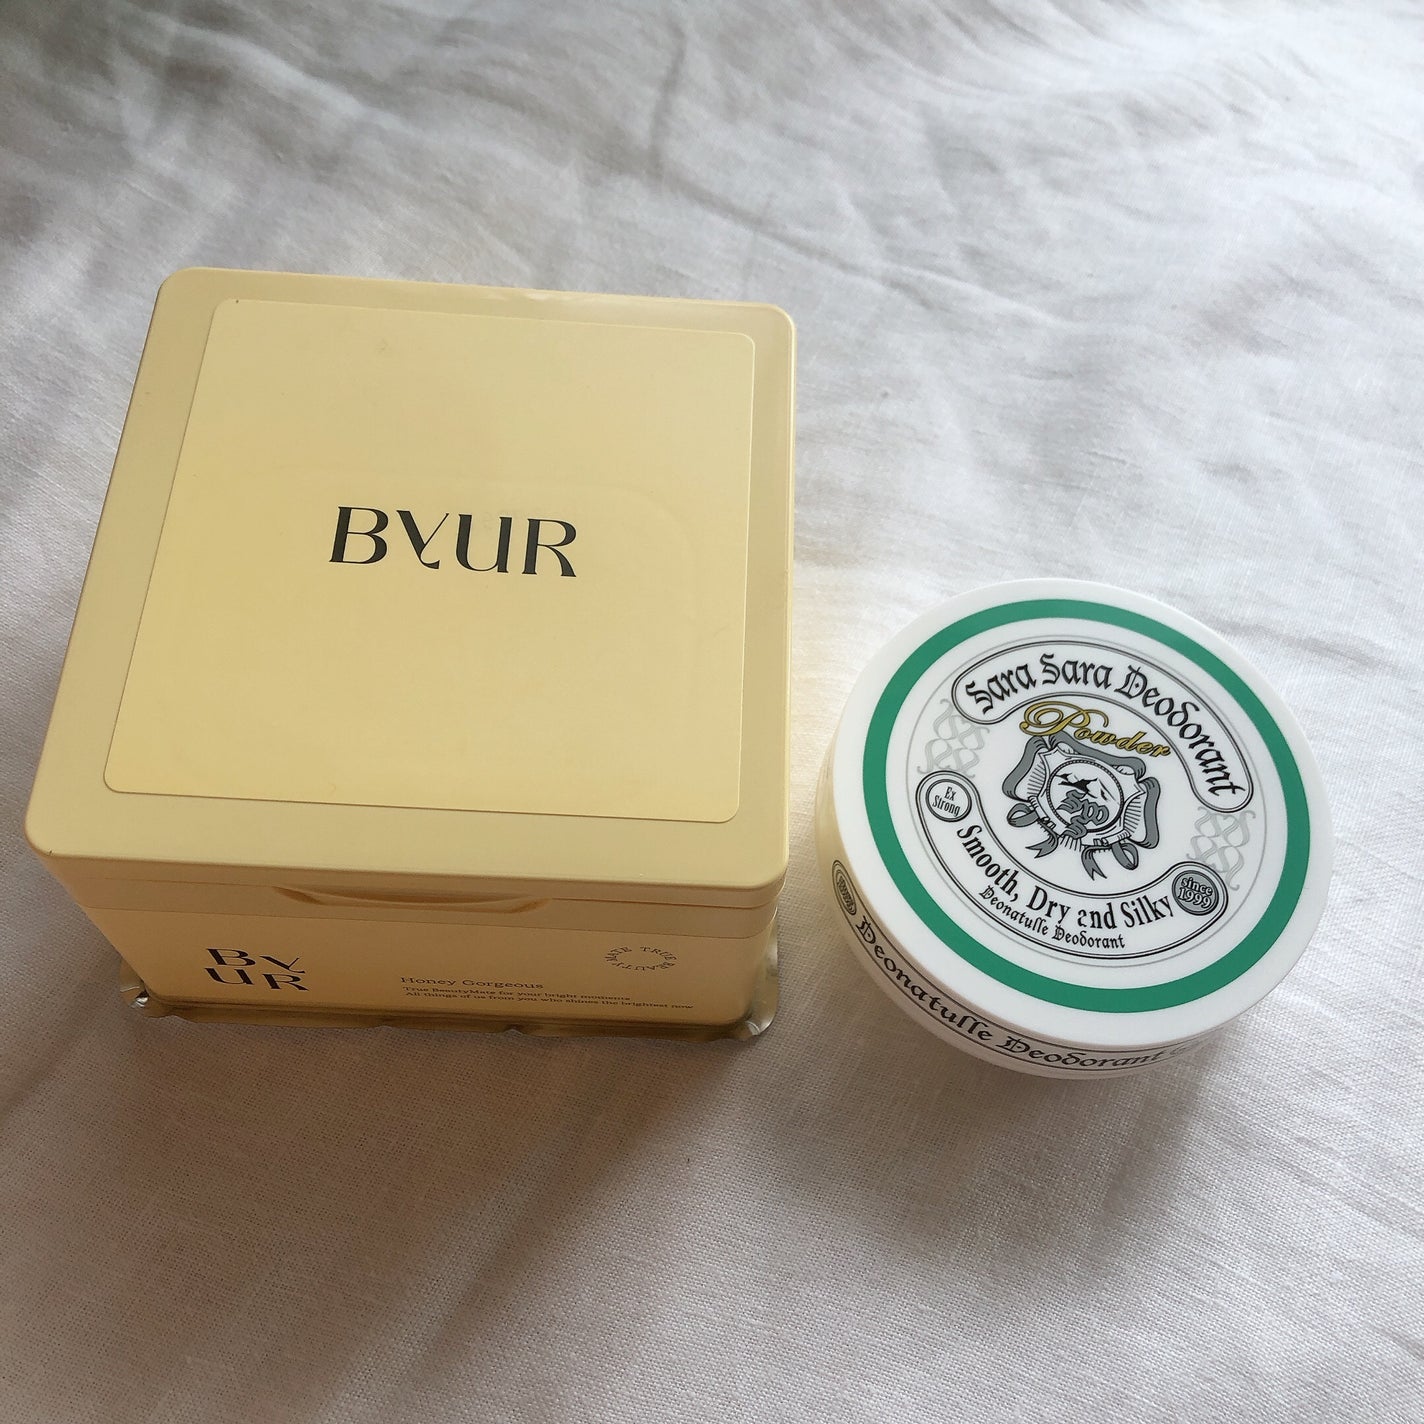 BYUR
BY
UR
Honey Gorgeous
True BeautyMate for your bright moments
All things of us from you who shines the brightest now
MATE TRUE BEAUTY
Sara Sara Deodorant
Powder
Ex
Strong
Smooth, Dry and Silky
Deonatulle Deodorant
since
1999
Deonatulle Deodorant